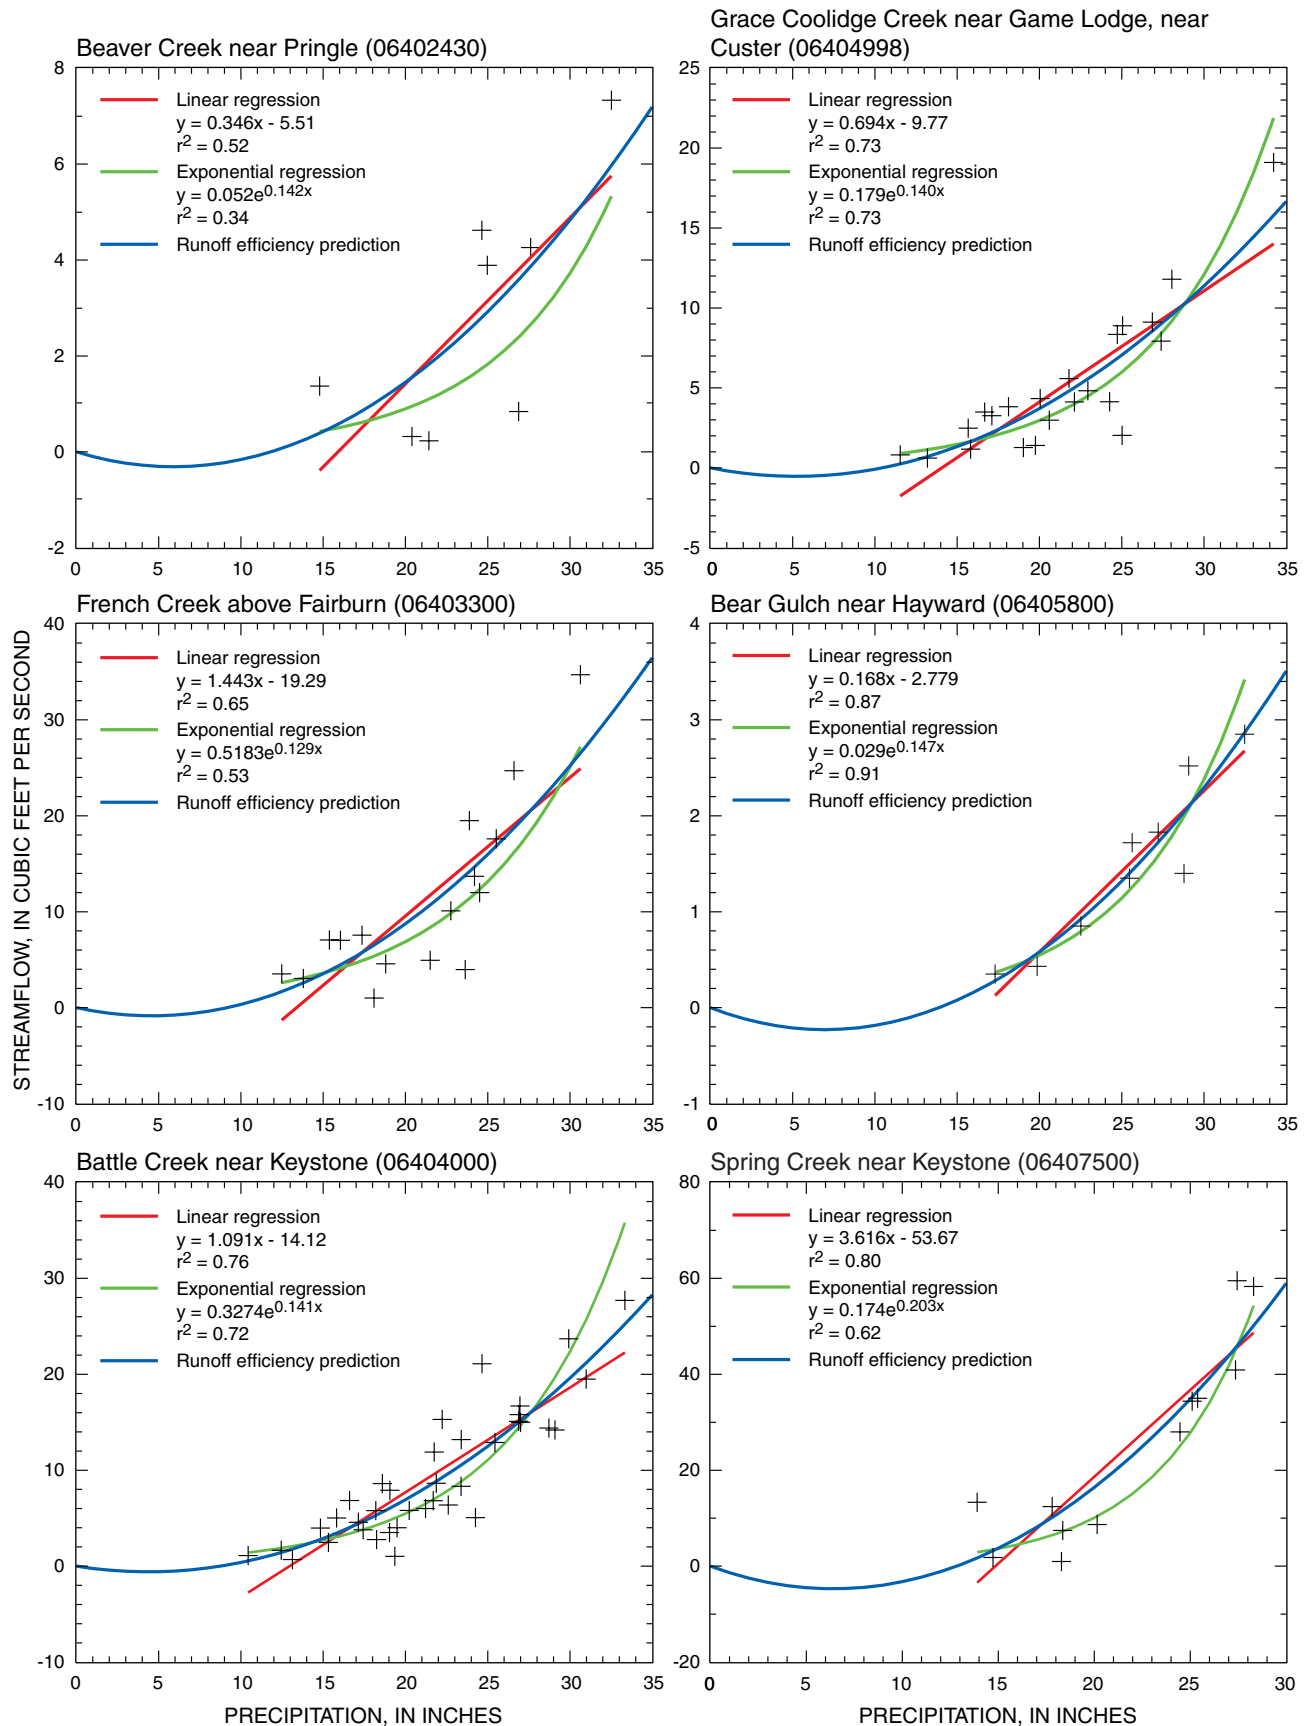 Beaver Creek near Pringle (06402430)
8
6
4
2
0
-2
0 5 10 15 20 25 30 35
Linear regression
y = 0.346x - 5.51
r2 = 0.52
Exponential regression
y = 0.052e0.142x
r2 = 0.34
Runoff efficiency prediction
Grace Coolidge Creek near Game Lodge, near
Custer (06404998)
25
20
15
10
5
0
-5
0 5 10 15 20 25 30 35
Linear regression
y = 0.694x - 9.77
r2 = 0.73
Exponential regression
y = 0.179e0.140x
r2 = 0.73
Runoff efficiency prediction
STREAMFLOW, IN CUBIC FEET PER SECOND
French Creek above Fairburn (06403300)
40
30
20
10
0
-10
0 5 10 15 20 25 30 35
Linear regression
y = 1.443x - 19.29
r2 = 0.65
Exponential regression
y = 0.5183e0.129x
r2 = 0.53
Runoff efficiency prediction
Bear Gulch near Hayward (06405800)
4
3
2
1
0
-1
0 5 10 15 20 25 30 35
Linear regression
y = 0.168x - 2.779
r2 = 0.87
Exponential regression
y = 0.029e0.147x
r2 = 0.91
Runoff efficiency prediction
Battle Creek near Keystone (06404000)
40
30
20
10
0
-10
0 5 10 15 20 25 30 35
Linear regression
y = 1.091x - 14.12
r2 = 0.76
Exponential regression
y = 0.3274e0.141x
r2 = 0.72
Runoff efficiency prediction
PRECIPITATION, IN INCHES
Spring Creek near Keystone (06407500)
80
60
40
20
0
-20
0 5 10 15 20 25 30
Linear regression
y = 3.616x - 53.67
r2 = 0.80
Exponential regression
y = 0.174e0.203x
r2 = 0.62
Runoff efficiency prediction
PRECIPITATION, IN INCHES